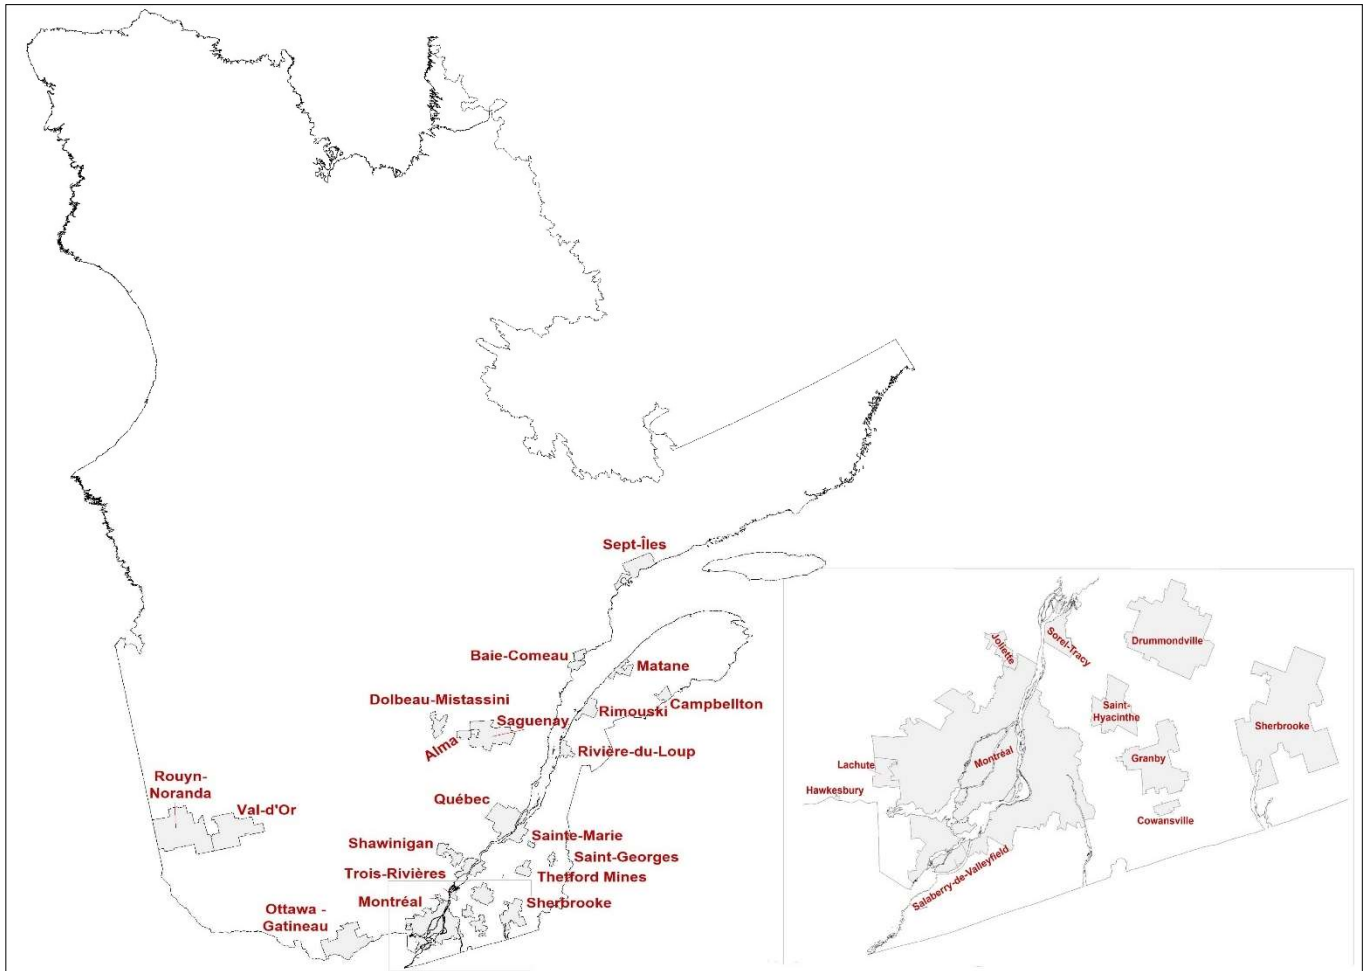 Sept-Îles
Baie-Comeau
Matane
Dolbeau-Mistassini
Campbellton
Saguenay
Rimouski
Alma
Rivière-du-Loup
Rouyn-
Noranda
Val-d'Or
Québec
Shawinigan
Sainte-Marie
Saint-Georges
Trois-Rivières
Thetford Mines
Montréal
Sherbrooke
Ottawa -
Gatineau
Joliette
Sorel-Tracy
Drummondville
Saint-
Hyacinthe
Sherbrooke
Montréal
Granby
Lachute
Hawkesbury
Cowansville
Salaberry-de-Valleyfield